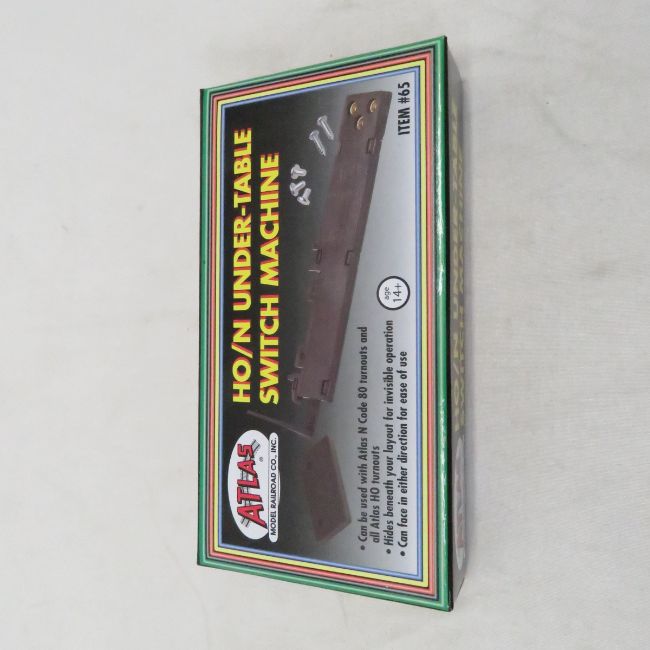 ATLAS
®
MODEL RAILROAD CO., INC.
HO/N UNDER-TABLE
SWITCH MACHINE
ITEM #65
• Can be used with Atlas N Code 80 turnouts and
all Atlas HO turnouts
• Hides beneath your layout for invisible operation
• Can face in either direction for ease of use
age
14+